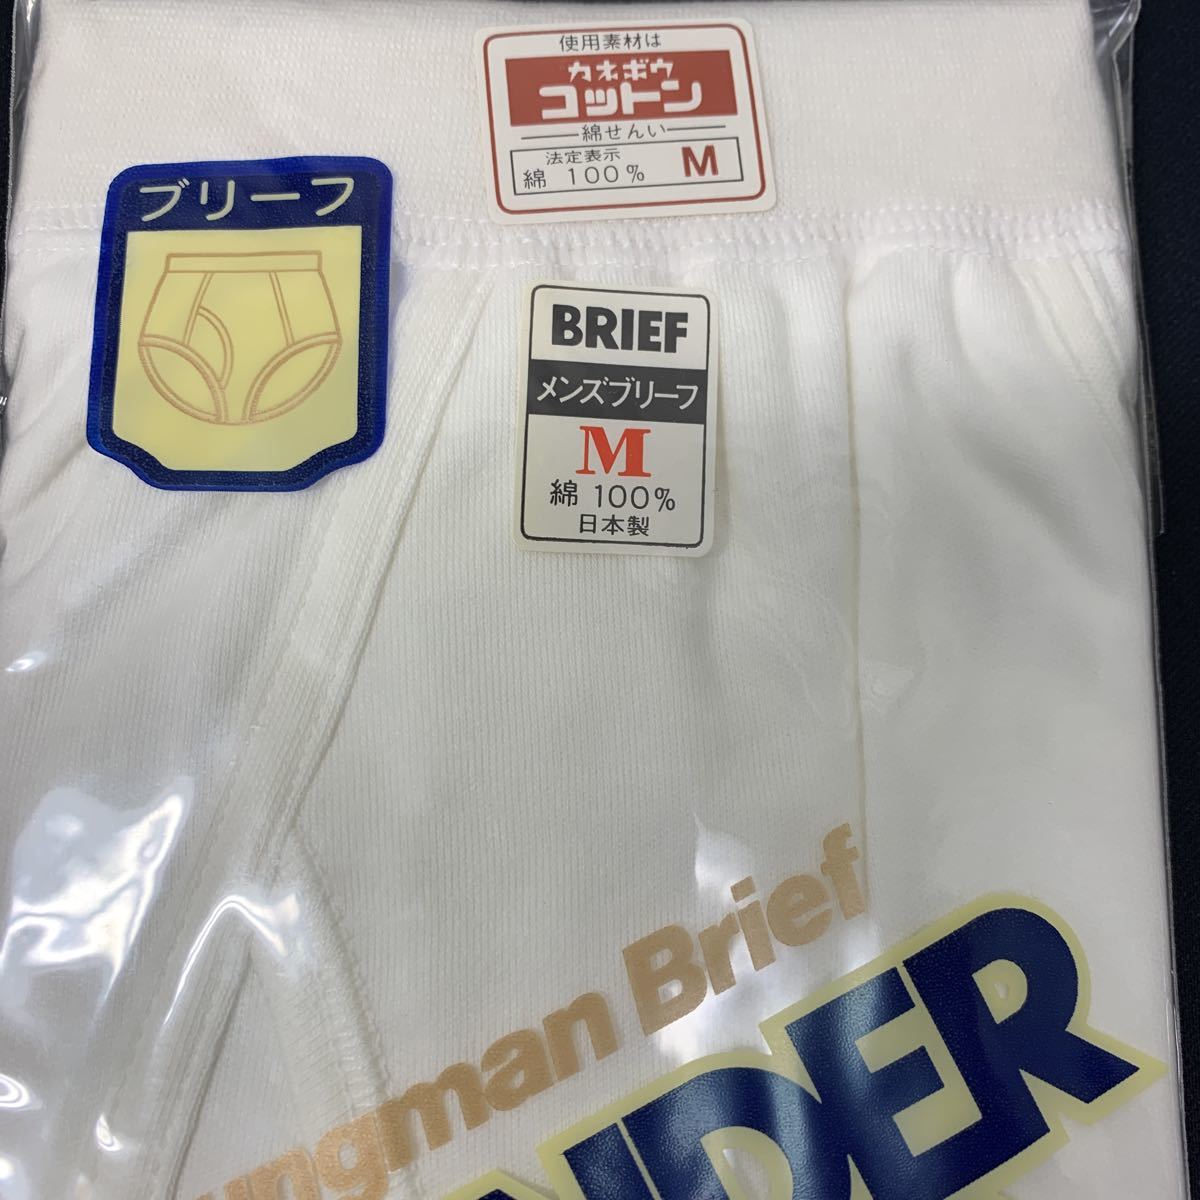 使用素材は
カネボウ
コットン
綿せんい
法定表示
綿 100% M
ブリーフ
BRIEF
メンズブリーフ
M
綿 100%
日本製
ungman Brief
NDER